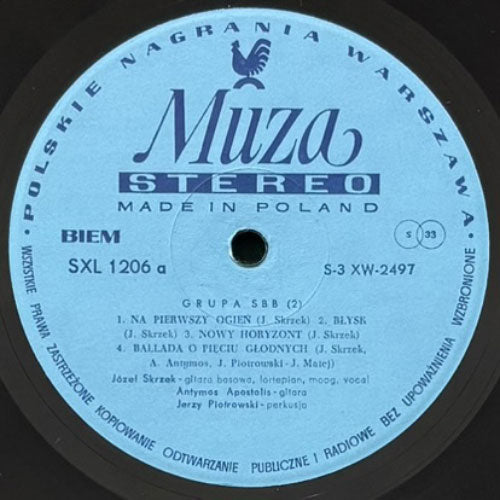 POLSKIE NAGRANIA WARSZAWA
Muza
STEREO
MADE IN POLAND
BIEM
S 33
SXL 1206 a
S-3 XW-2497
GRUPA SBB (2)
1. NA PIERWSZY OGIEŃ (J. Skrzek) 2. BŁYSK
(J. Skrzek) 3. NOWY HORYZONT (J. Skrzek)
4. BALLADA O PIĘCIU GŁODNYCH (J. Skrzek,
A. Antymos, J. Piotrowski - J. Matej)
Józef Skrzek - gitara basowa, fortepian, moog, vocal
Antymos Apostolis - gitara
Jerzy Piotrowski - perkusja
WSZYSTKIE PRAWA ZASTRZEŻONE KOPIOWANIE ODTWARZANIE PUBLICZNE I RADIOWE BEZ UPOWAŻNIENIA WZBRONIONE